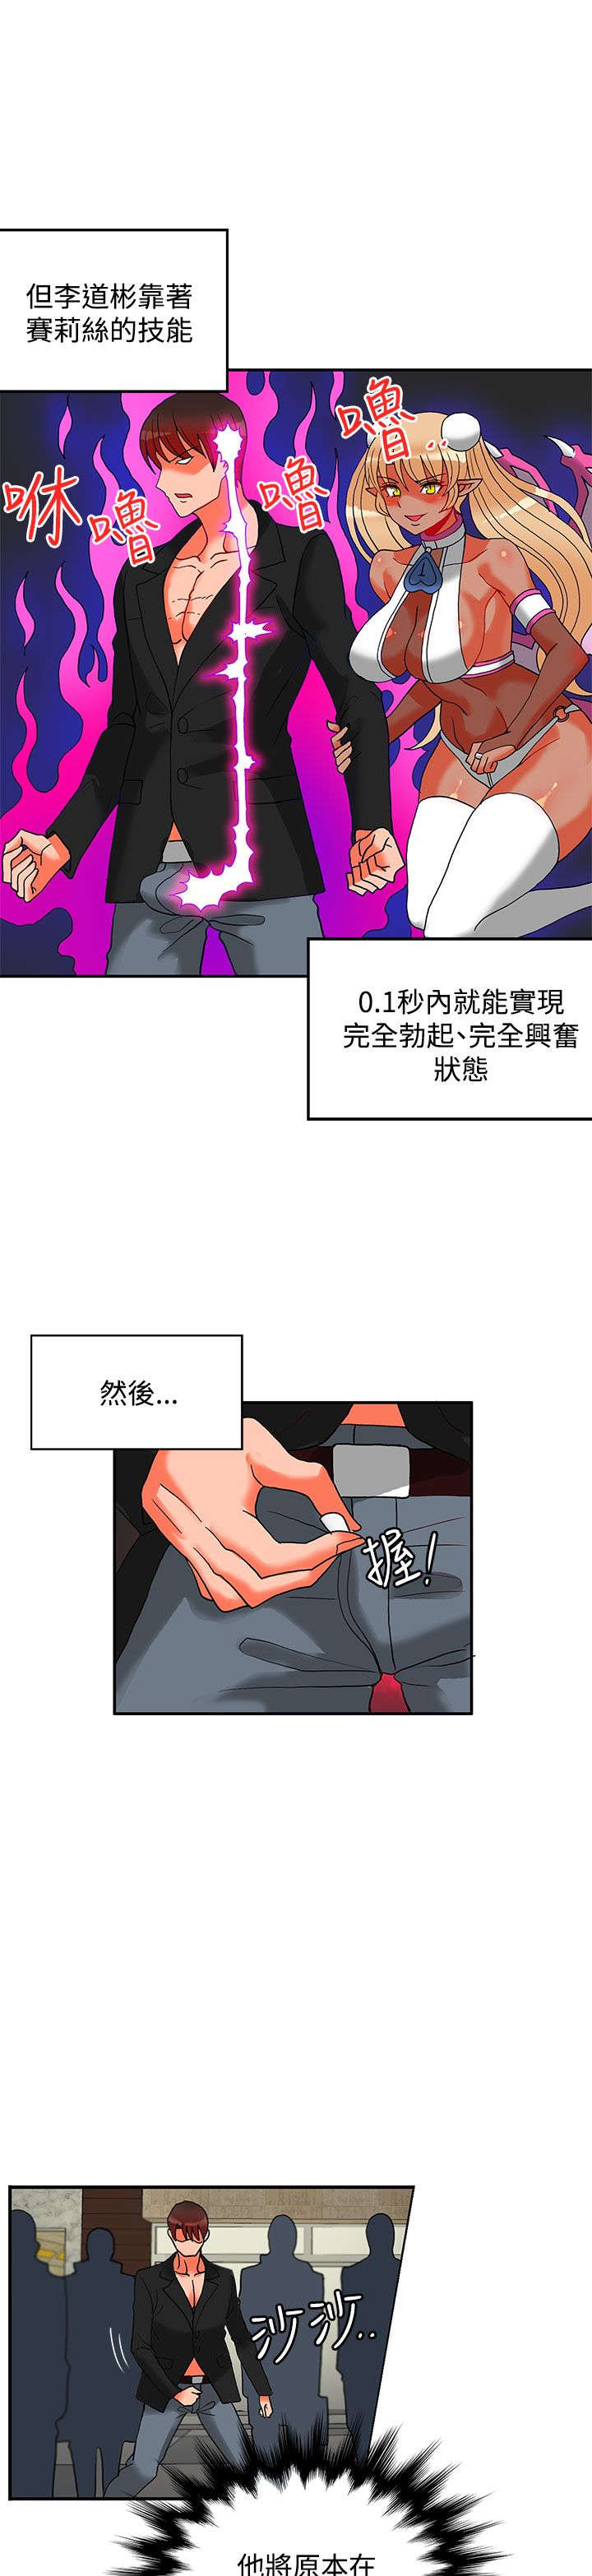 但李道彬靠著
賽莉絲的技能
咻
嚕
嚕
嚕..
0.1秒內就能實現
完全勃起、完全興奮
狀態
然後...
握!
沙沙..
他將原本在